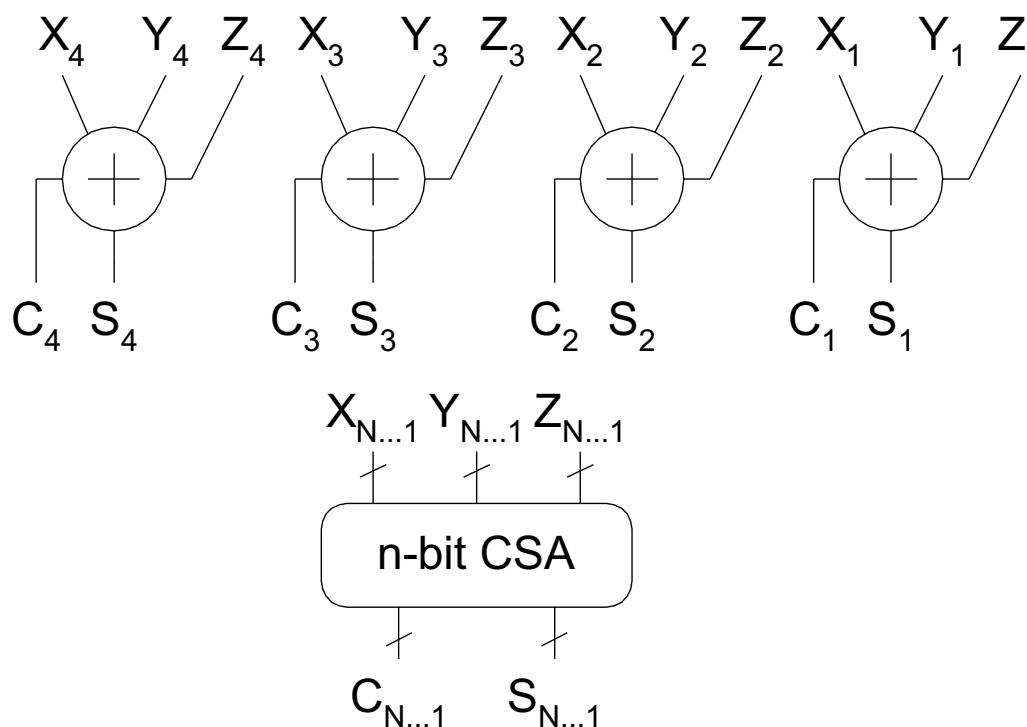 X4 Y4 Z4 X3 Y3 Z3 X2 Y2 Z2 X1 Y1 Z
C4 S4 C3 S3 C2 S2 C1 S1
XN...1 YN...1 ZN...1
n-bit CSA
CN...1 SN...1